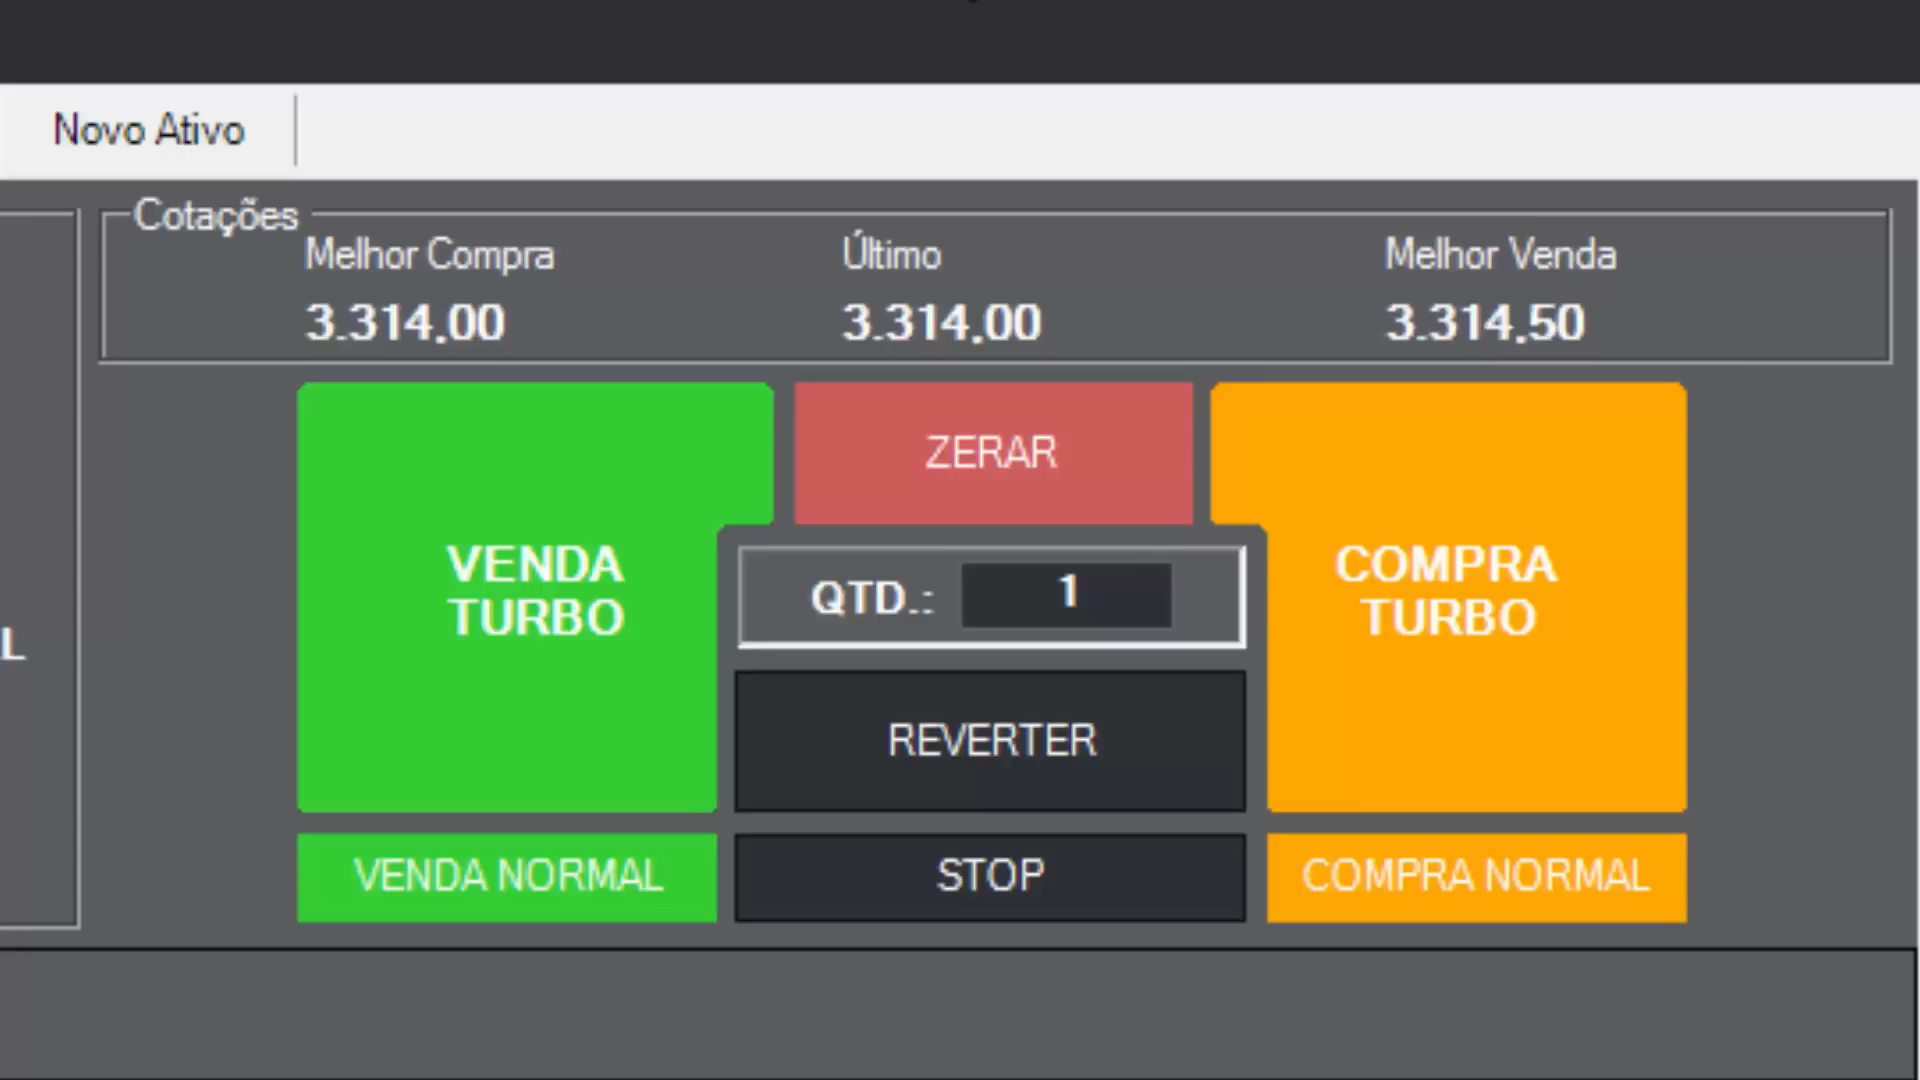 Novo Ativo
Cotações
Melhor Compra Último Melhor Venda
3.314,00 3.314,00 3.314,50
ZERAR
VENDA
TURBO
COMPRA
TURBO
QTD.: 1
L
REVERTER
VENDA NORMAL STOP COMPRA NORMAL